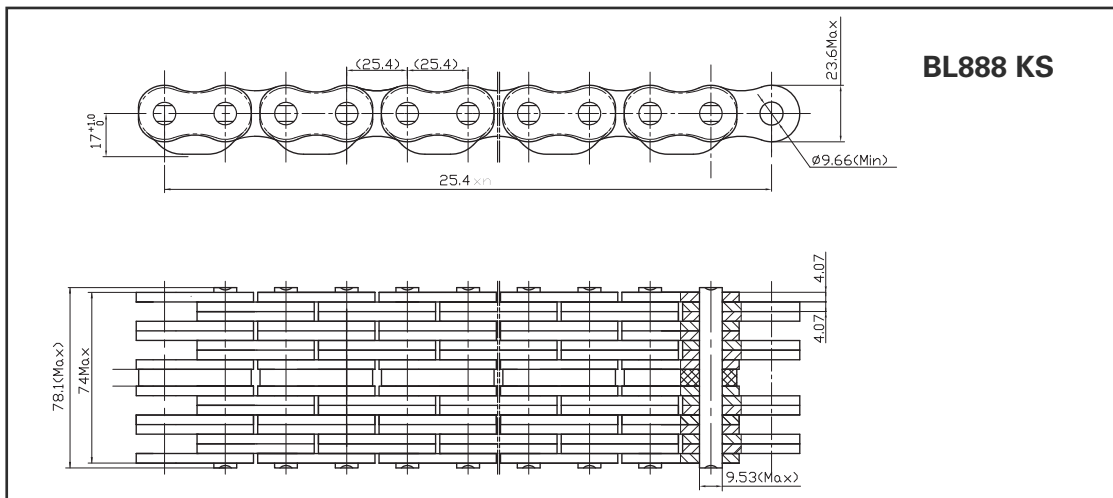 BL888 KS
(25.4) (25.4)
23.6Max
17 +1.0 0
Ø9.66(Min)
25.4×n
4.07
4.07
78.1(Max)
74Max
9.53(Max)